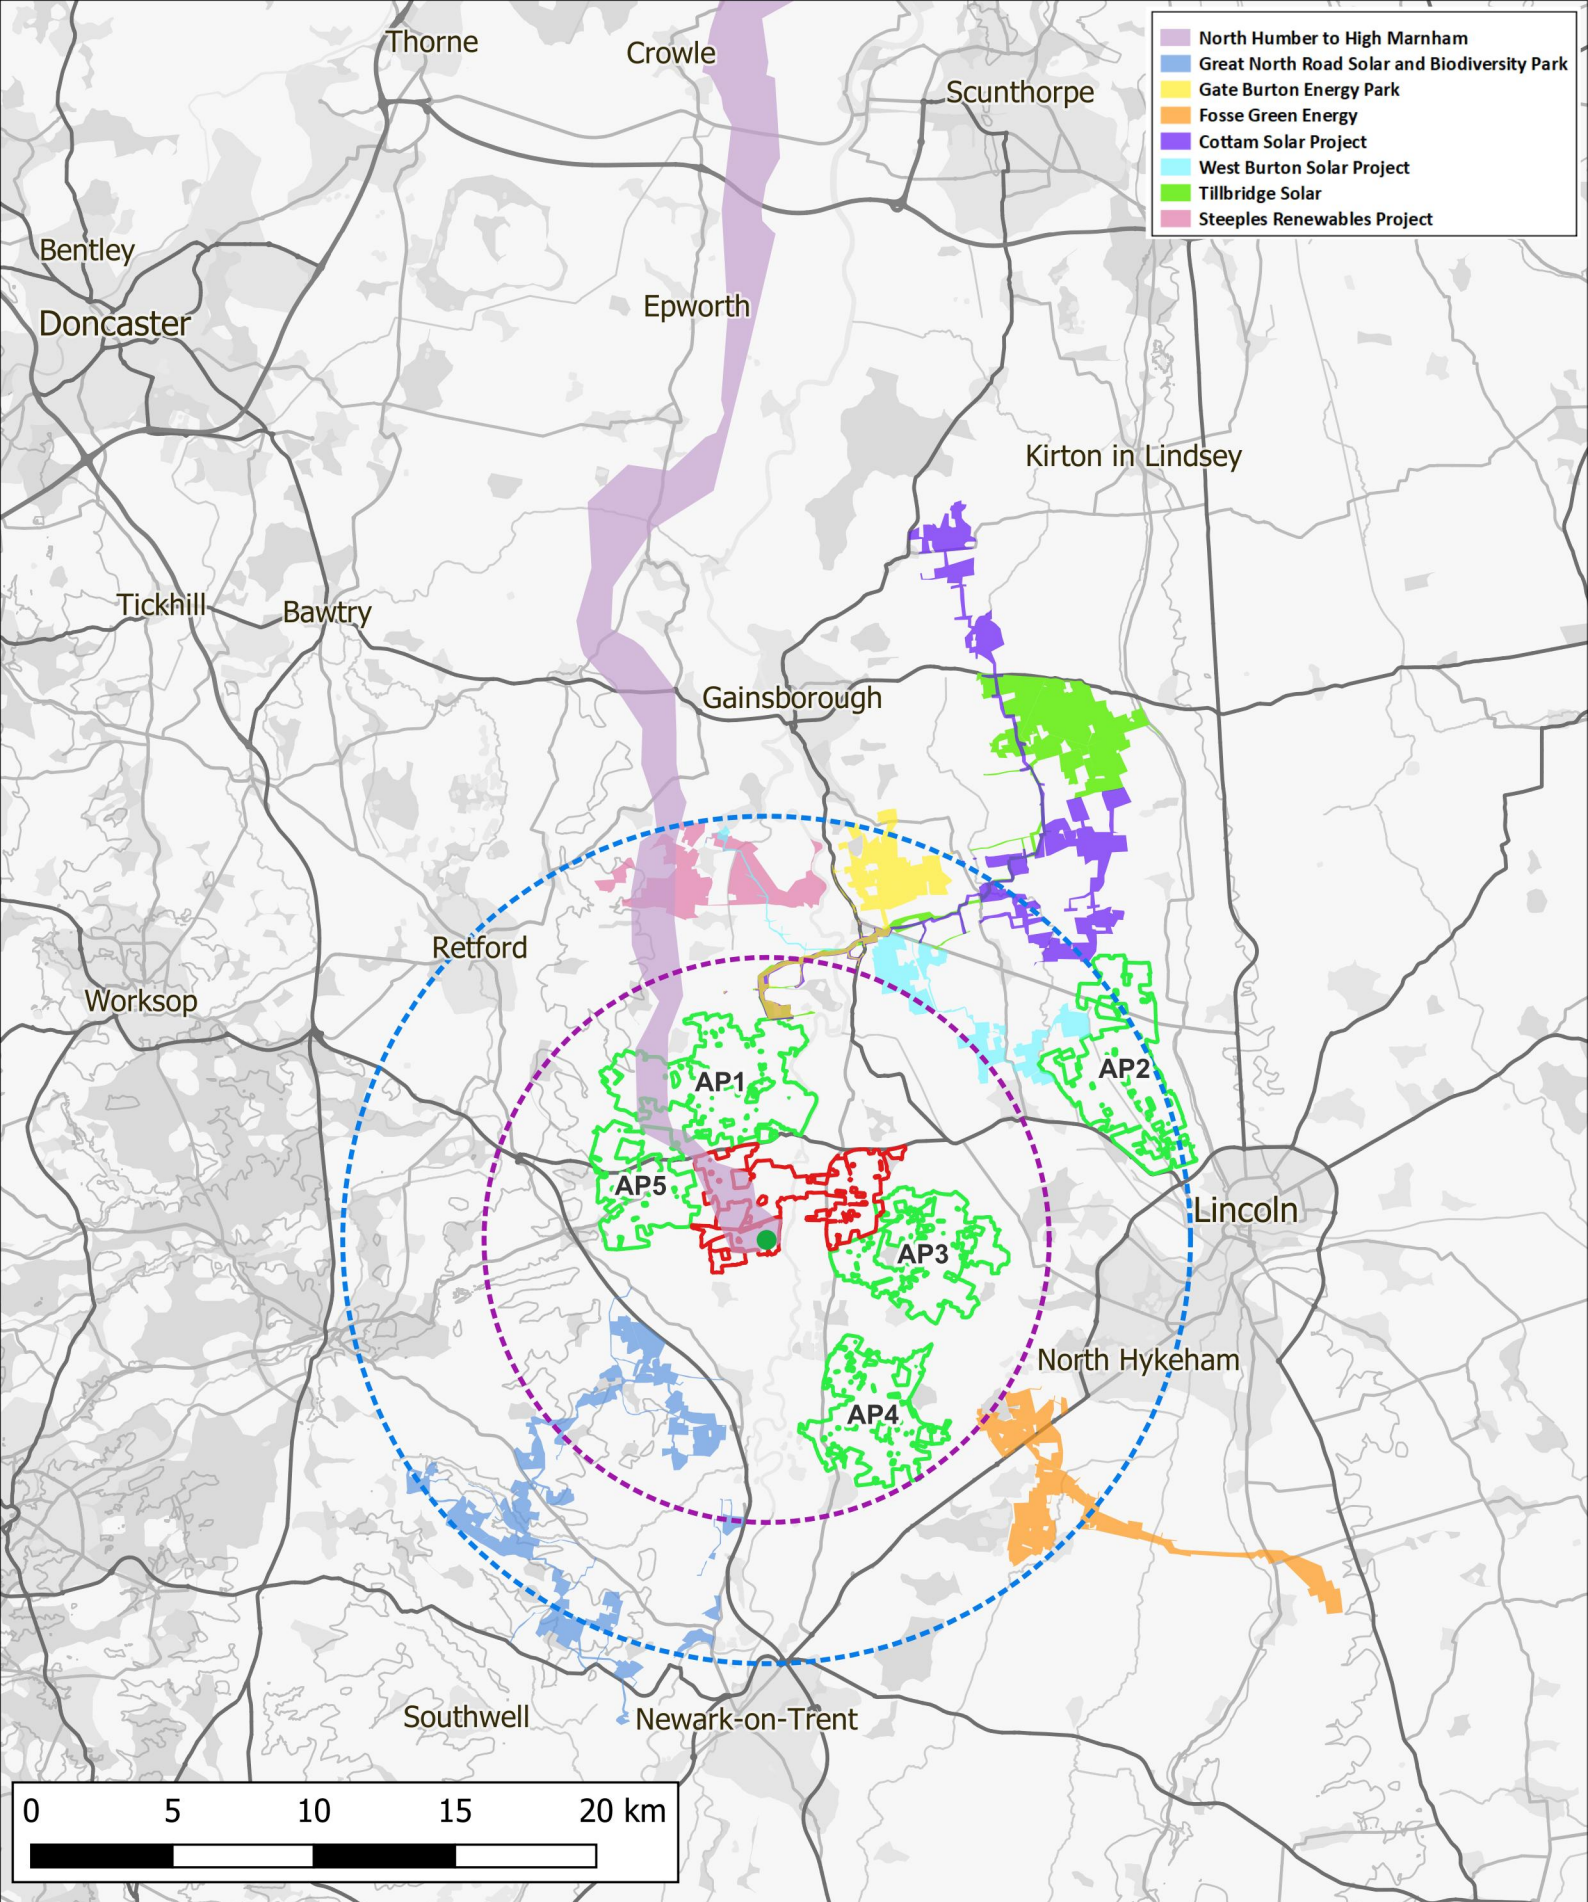 Thorne
Crowle
Scunthorpe
North Humber to High Marnham
Great North Road Solar and Biodiversity Park
Gate Burton Energy Park
Fosse Green Energy
Cottam Solar Project
West Burton Solar Project
Tillbridge Solar
Steeples Renewables Project
Bentley
Doncaster
Epworth
Kirton in Lindsey
Tickhill
Bawtry
Gainsborough
Retford
Worksop
AP1
AP2
AP5
Lincoln
AP3
North Hykeham
AP4
Southwell
Newark-on-Trent
0 5 10 15 20 km